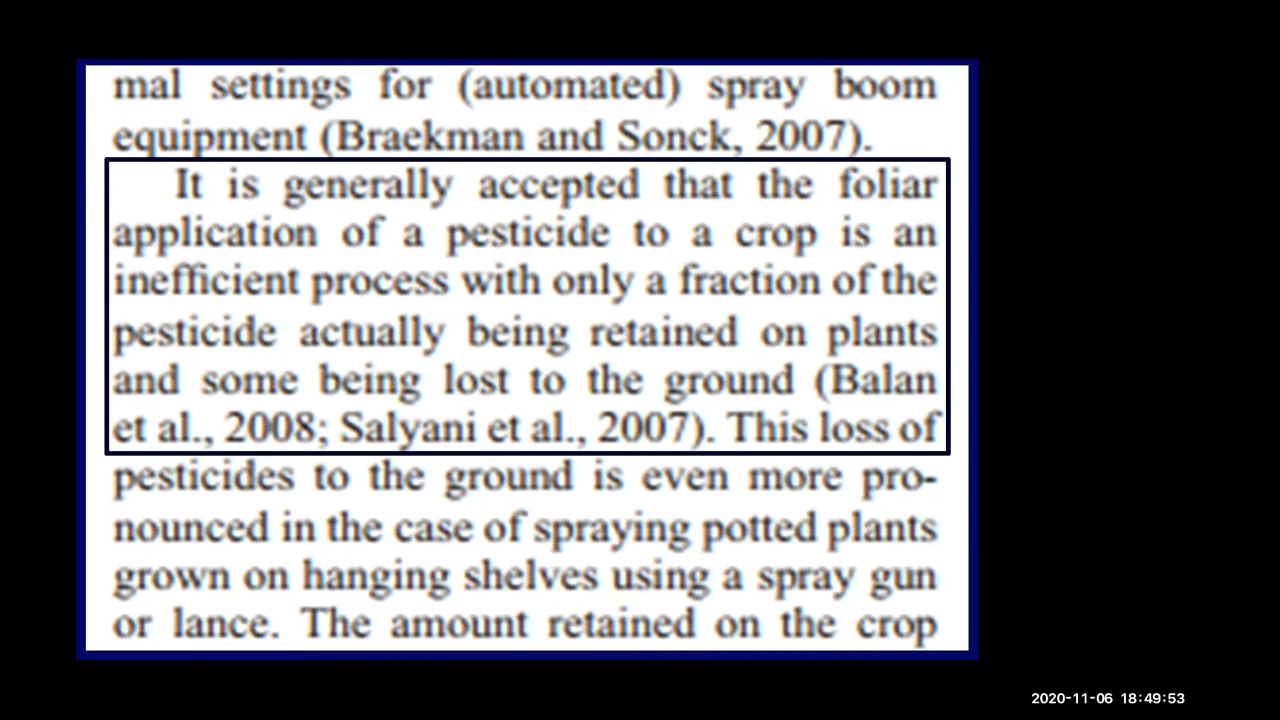 mal settings for (automated) spray boom
equipment (Braekman and Sonck, 2007).
It is generally accepted that the foliar
application of a pesticide to a crop is an
inefficient process with only a fraction of the
pesticide actually being retained on plants
and some being lost to the ground (Balan
et al., 2008; Salyani et al., 2007). This loss of
pesticides to the ground is even more pro-
nounced in the case of spraying potted plants
grown on hanging shelves using a spray gun
or lance. The amount retained on the crop
2020-11-06 18:49:53